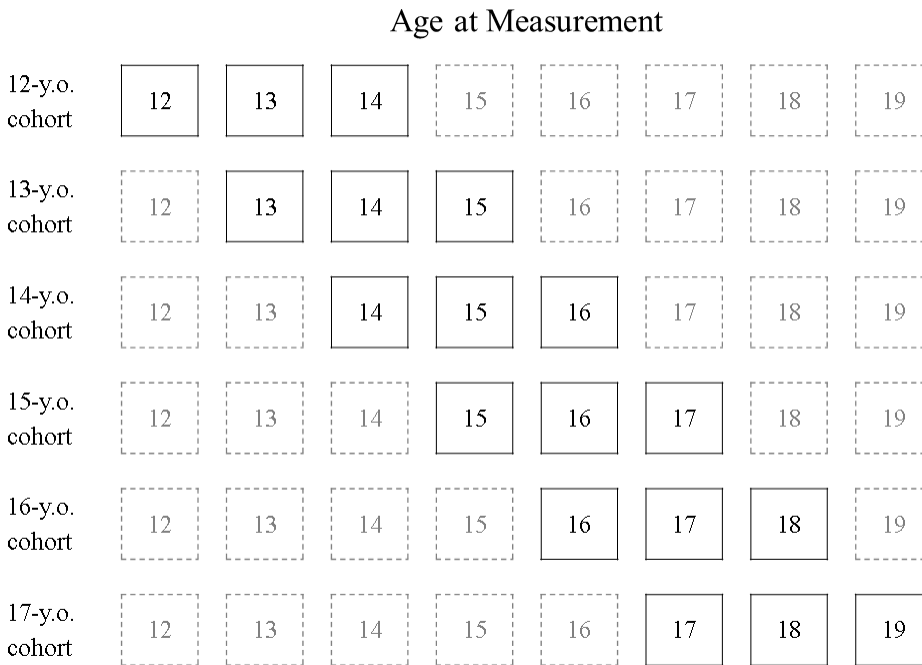 Age at Measurement
12-y.o.
cohort
12 13 14 15 16 17 18 19
13-y.o.
cohort
12 13 14 15 16 17 18 19
14-y.o.
cohort
12 13 14 15 16 17 18 19
15-y.o.
cohort
12 13 14 15 16 17 18 19
16-y.o.
cohort
12 13 14 15 16 17 18 19
17-y.o.
cohort
12 13 14 15 16 17 18 19